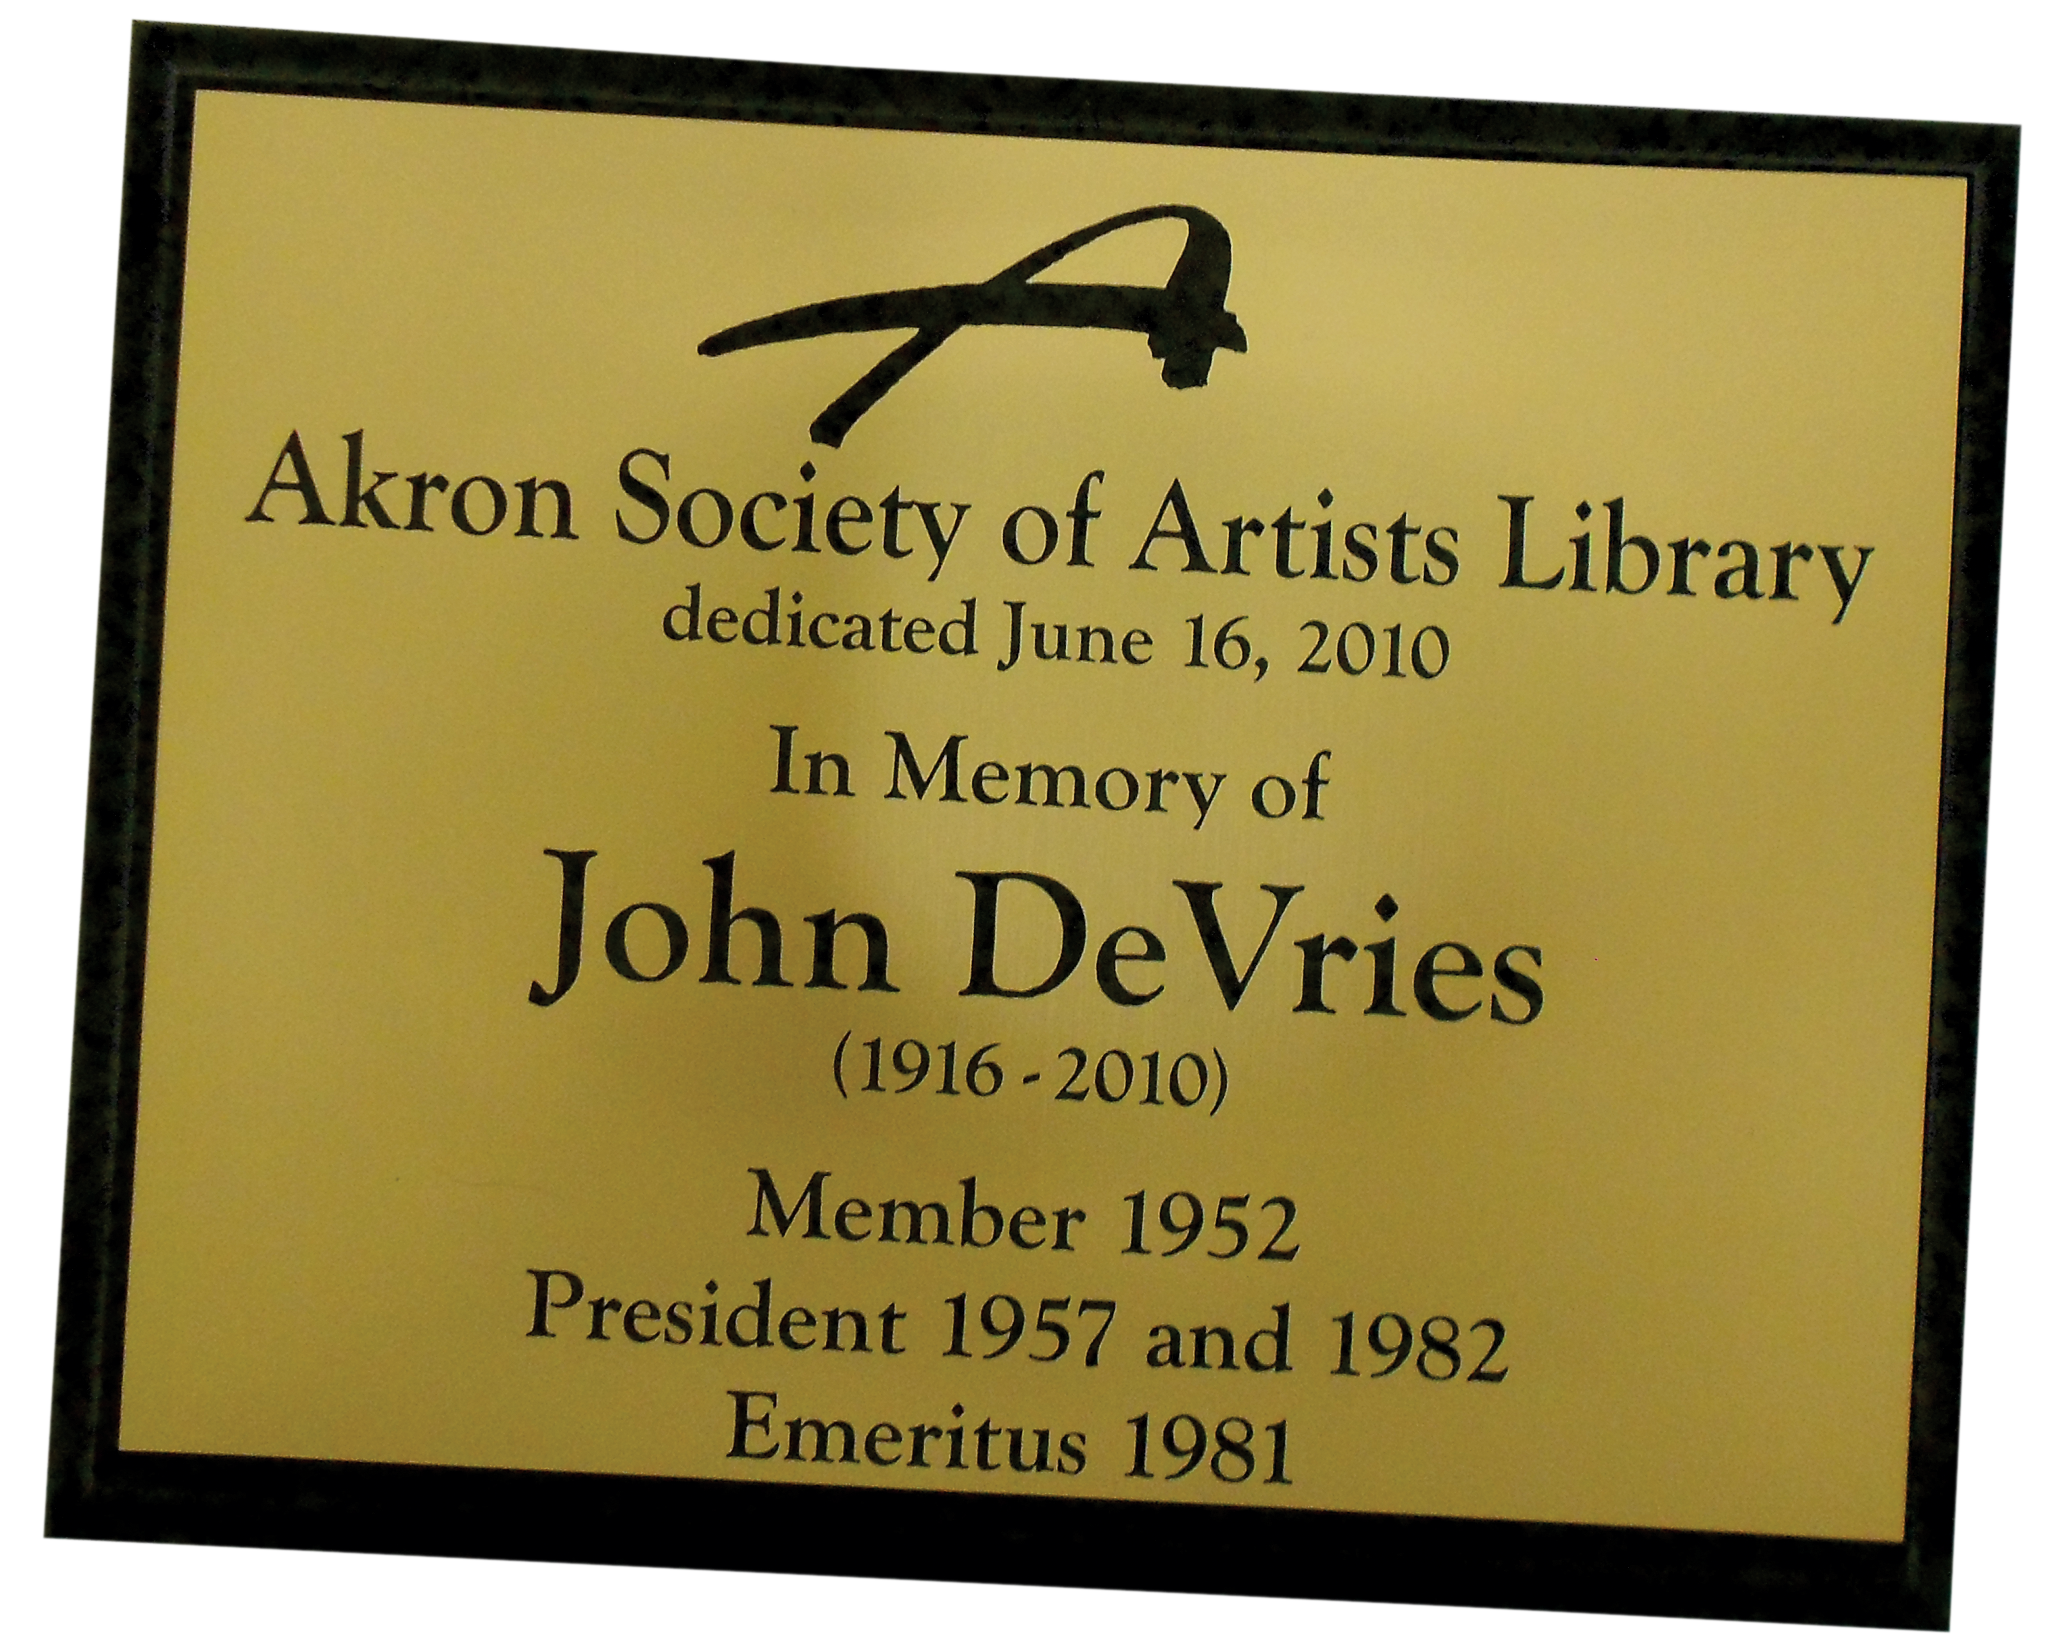 Akron Society of Artists Library
dedicated June 16, 2010
In Memory of
John DeVries
(1916 - 2010)
Member 1952
President 1957 and 1982
Emeritus 1981